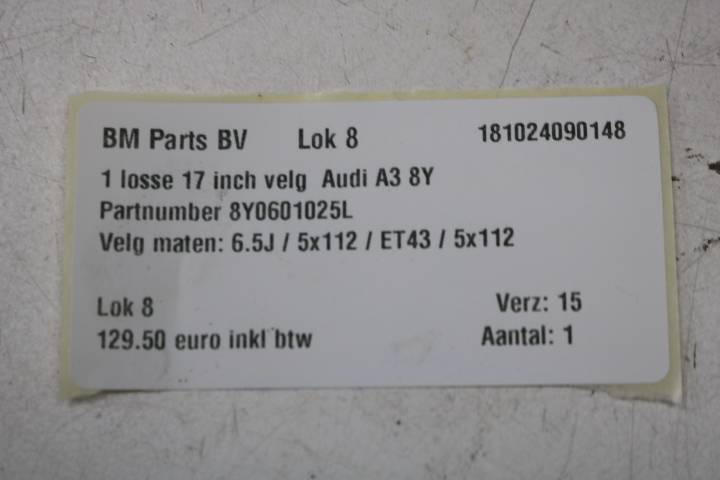 BM Parts BV Lok 8 181024090148
1 losse 17 inch velg Audi A3 8Y
Partnumber 8Y0601025L
Velg maten: 6.5J / 5x112 / ET43 / 5x112
Lok 8 Verz: 15
129.50 euro inkl btw Aantal: 1